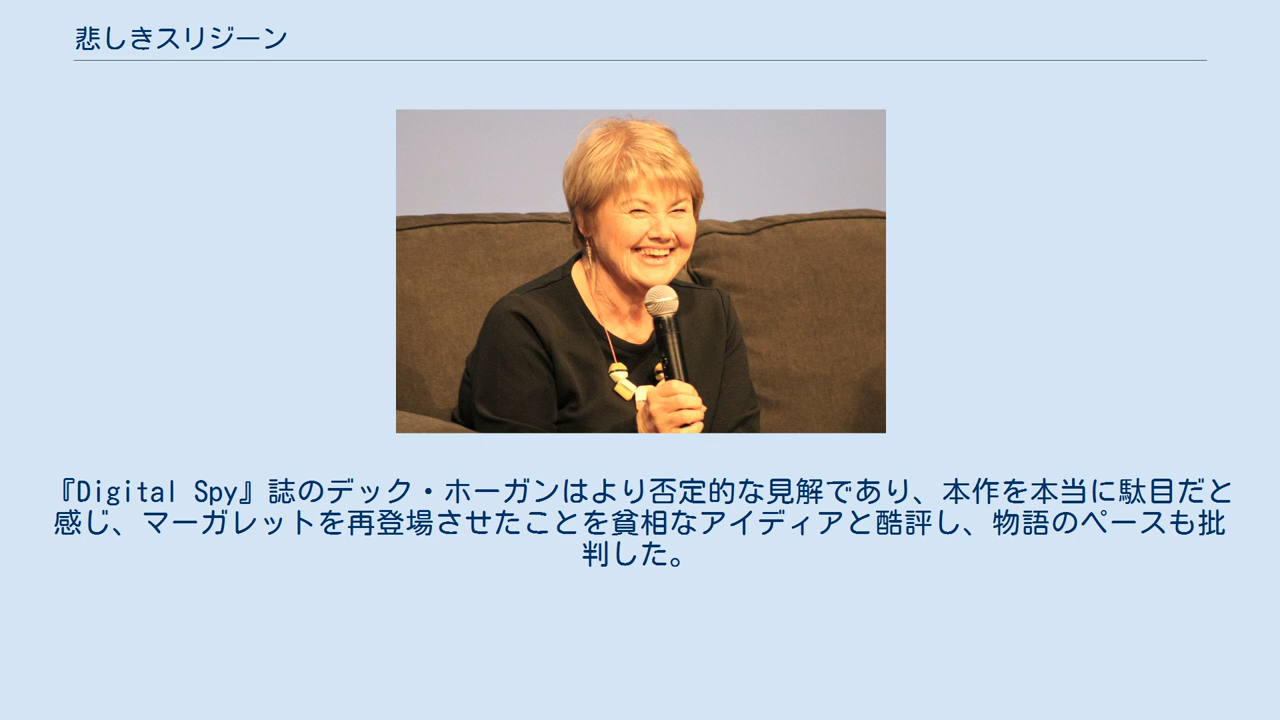 悲しきスリジーン
『Digital Spy』誌のデック・ホーガンはより否定的な見解であり、本作を本当に駄目だと
感じ、マーガレットを再登場させたことを貧相なアイディアと酷評し、物語のペースも批
判した。